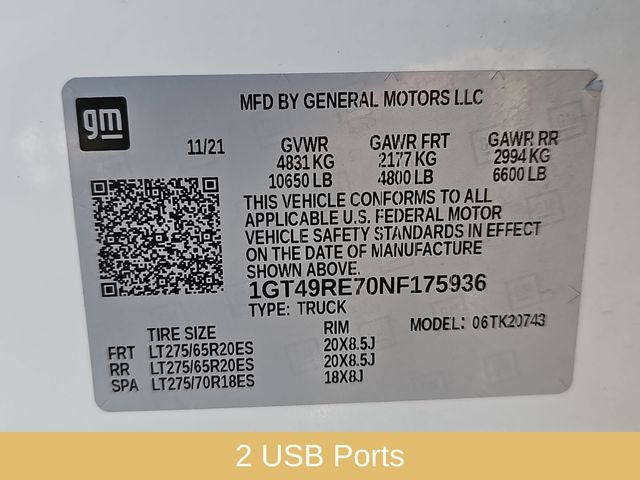 gm
MFD BY GENERAL MOTORS LLC
11/21 GVWR GAWR FRT GAWR RR
4831 KG 2177 KG 2994 KG
10650 LB 4800 LB 6600 LB
THIS VEHICLE CONFORMS TO ALL
APPLICABLE U.S. FEDERAL MOTOR
VEHICLE SAFETY STANDARDS IN EFFECT
ON THE DATE OF MANUFACTURE
SHOWN ABOVE.
1GT49RE70NF175936
TYPE: TRUCK MODEL: 06TK20743
TIRE SIZE RIM
FRT LT275/65R20ES 20X8.5J
RR LT275/65R20ES 20X8.5J
SPA LT275/70R18ES 18X8J
2 USB Ports